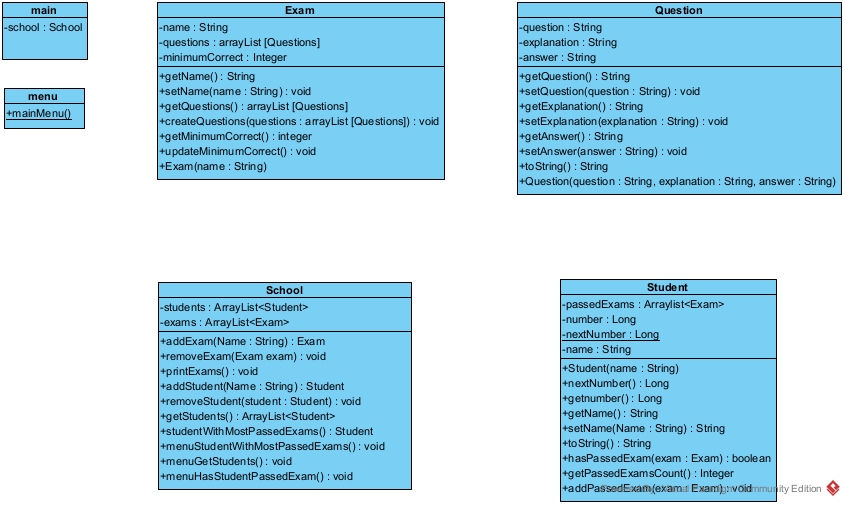 main
-school : School
menu
+mainMenu()
Exam
-name : String
-questions : arrayList [Questions]
-minimumCorrect : Integer
+getName() : String
+setName(name : String) : void
+getQuestions() : arrayList [Questions]
+createQuestions(questions : arrayList [Questions]) : void
+getMinimumCorrect() : integer
+updateMinimumCorrect() : void
+Exam(name : String)
Question
-question : String
-explanation : String
-answer : String
+getQuestion() : String
+setQuestion(question : String) : void
+getExplanation() : String
+setExplanation(explanation : String) : void
+getAnswer() : String
+setAnswer(answer : String) : void
+toString() : String
+Question(question : String, explanation : String, answer : String)
School
-students : ArrayList<Student>
-exams : ArrayList<Exam>
+addExam(Name : String) : Exam
+removeExam(Exam exam) : void
+printExams() : void
+addStudent(Name : String) : Student
+removeStudent(student : Student) : void
+getStudents() : ArrayList<Student>
+studentWithMostPassedExams() : Student
+menuStudentWithMostPassedExams() : void
+menuGetStudents() : void
+menuHasStudentPassedExam() : void
Student
-passedExams : Arraylist<Exam>
-number : Long
-nextNumber : Long
-name : String
+Student(name : String)
+nextNumber() : Long
+getnumber() : Long
+getName() : String
+setName(Name : String) : String
+toString() : String
+hasPassedExam(exam : Exam) : boolean
+getPassedExamsCount() : Integer
+addPassedExam(exam : Exam) : void
Community Edition